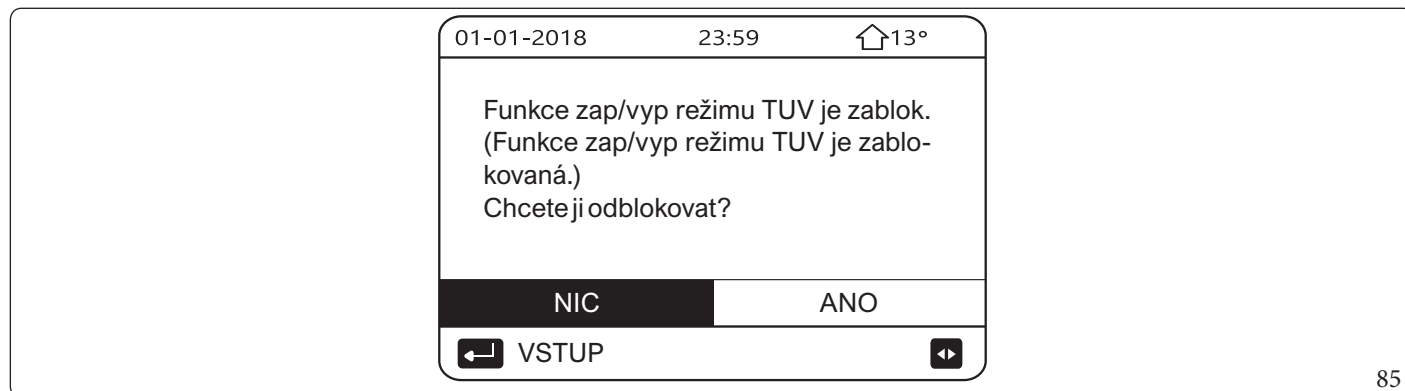 01-01-2018 23:59 13°
Funkce zap/vyp režimu TUV je zablok.
(Funkce zap/vyp režimu TUV je zablo-
kovaná.)
Chcete ji odblokovat?
NIC ANO
VSTUP
85